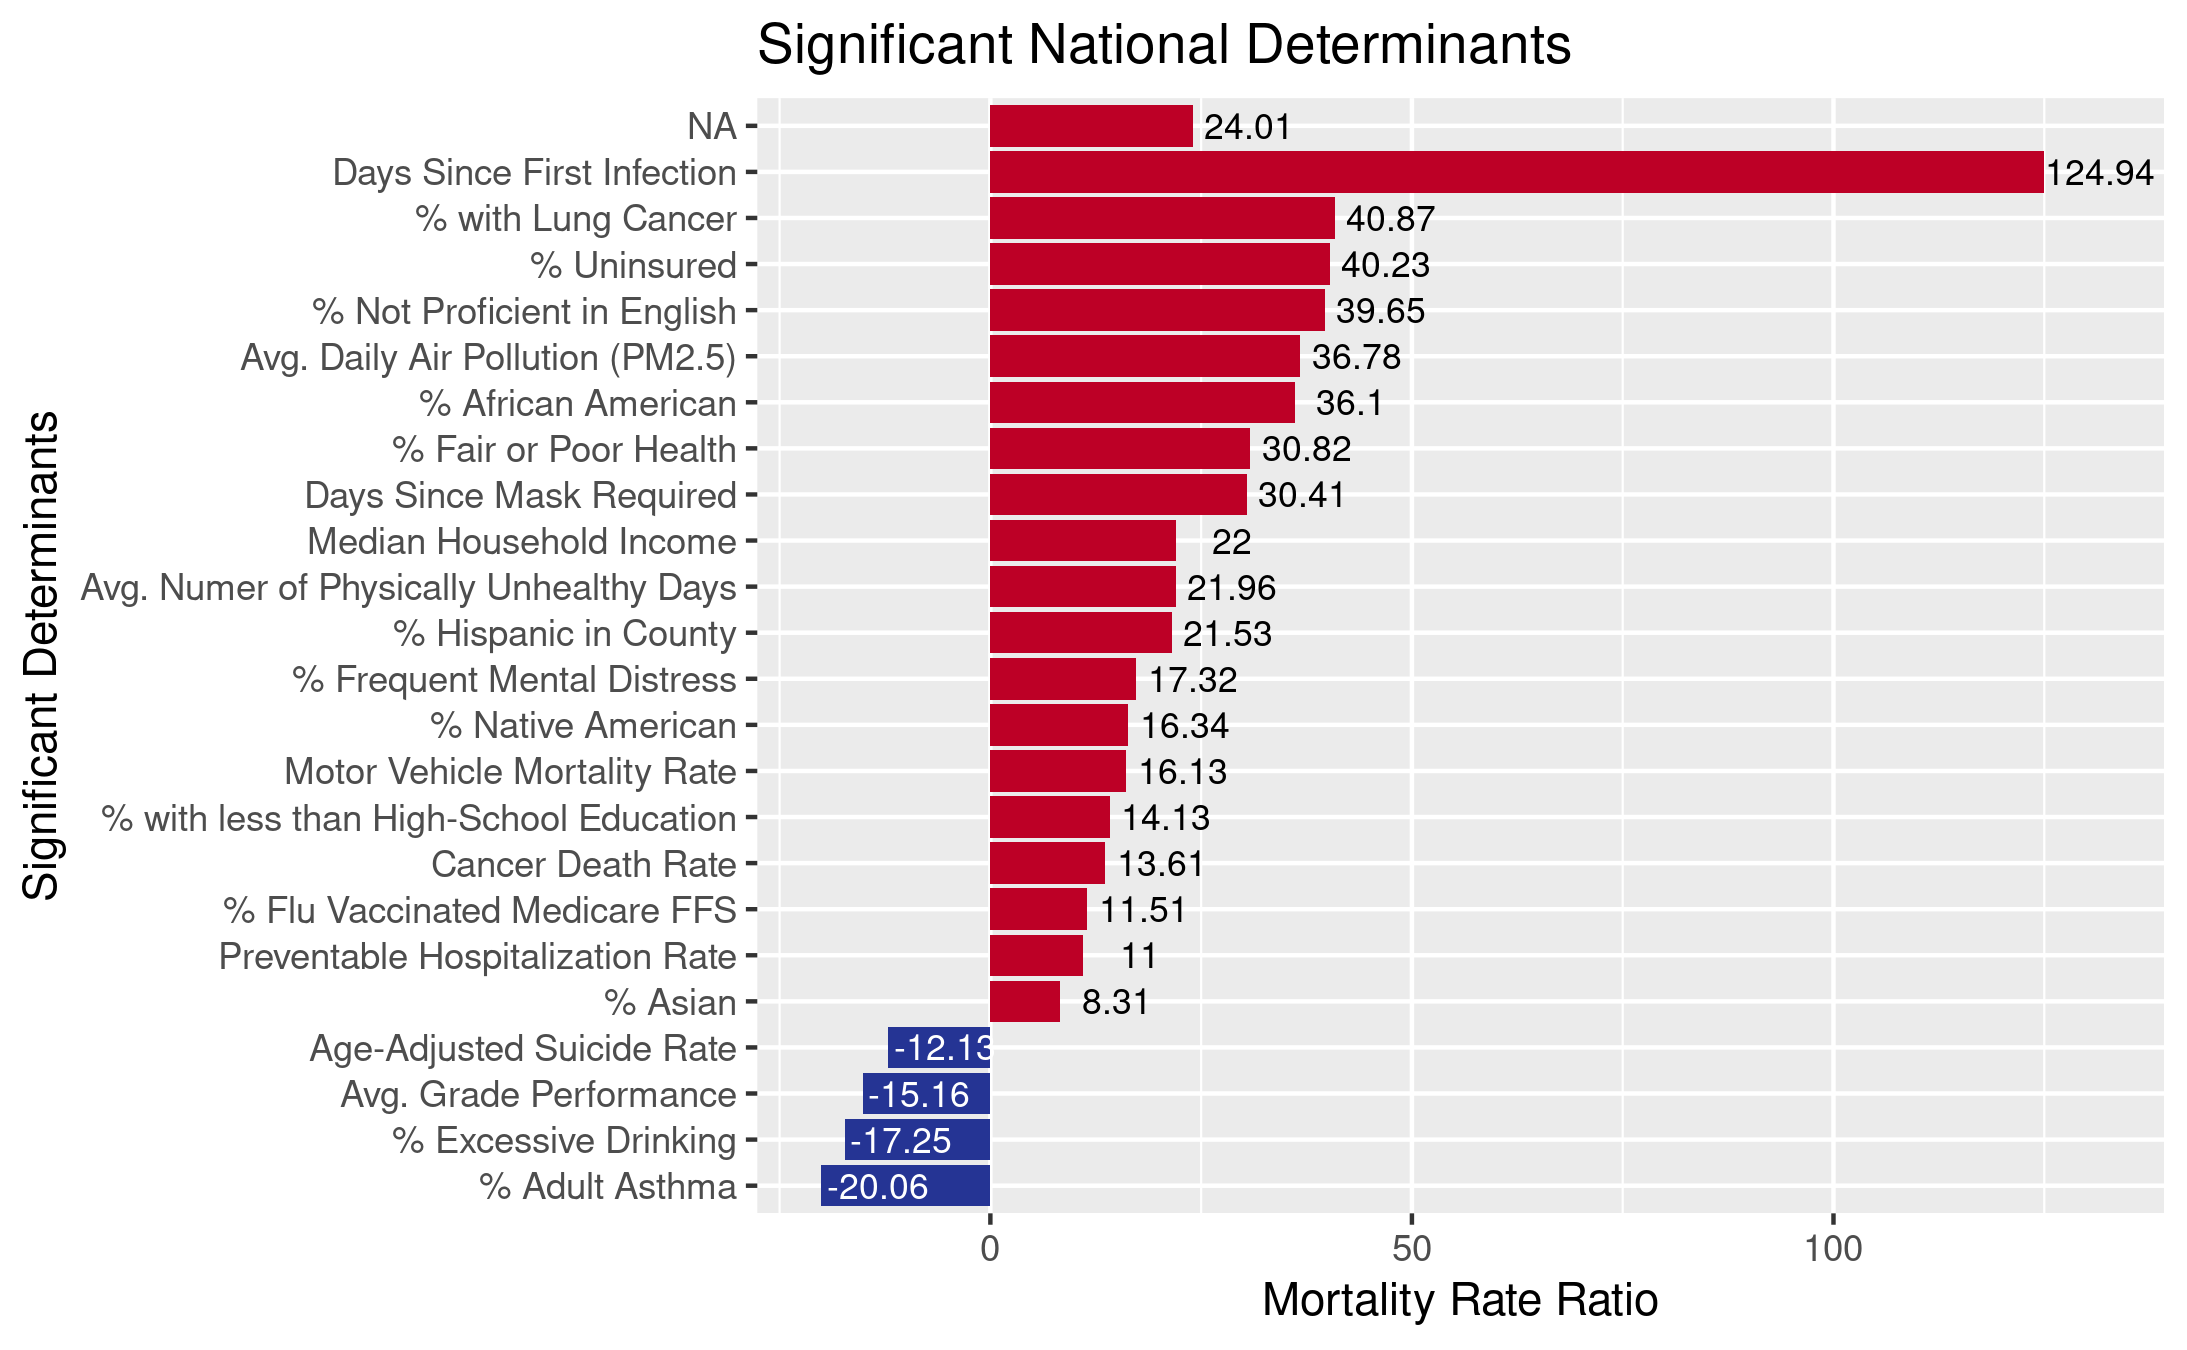 Significant National Determinants
Significant Determinants
NA 24.01
Days Since First Infection 124.94
% with Lung Cancer 40.87
% Uninsured 40.23
% Not Proficient in English 39.65
Avg. Daily Air Pollution (PM2.5) 36.78
% African American 36.1
% Fair or Poor Health 30.82
Days Since Mask Required 30.41
Median Household Income 22
Avg. Numer of Physically Unhealthy Days 21.96
% Hispanic in County 21.53
% Frequent Mental Distress 17.32
% Native American 16.34
Motor Vehicle Mortality Rate 16.13
% with less than High-School Education 14.13
Cancer Death Rate 13.61
% Flu Vaccinated Medicare FFS 11.51
Preventable Hospitalization Rate 11
% Asian 8.31
Age-Adjusted Suicide Rate -12.13
Avg. Grade Performance -15.16
% Excessive Drinking -17.25
% Adult Asthma -20.06
0 50 100
Mortality Rate Ratio